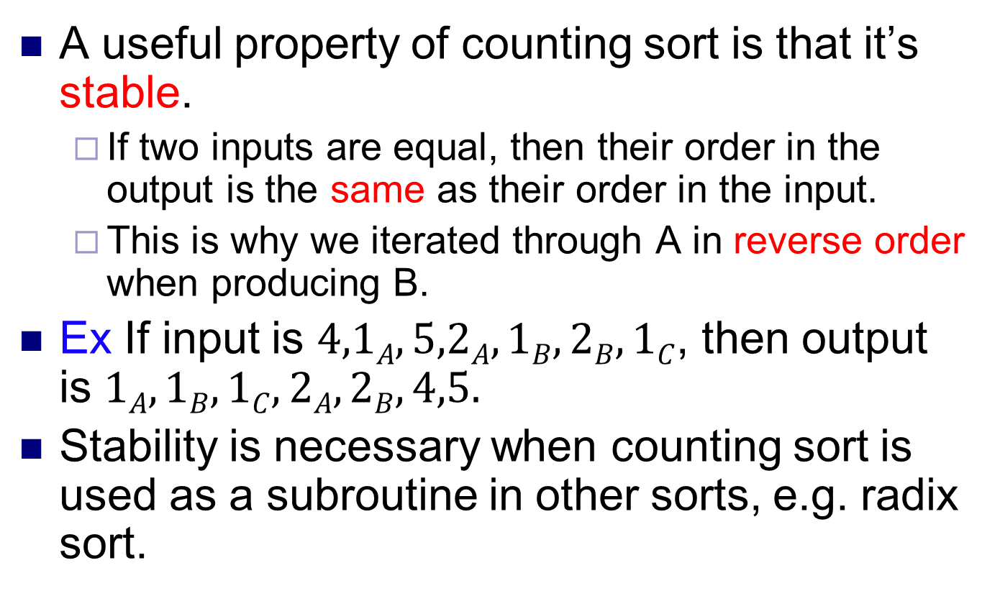 A useful property of counting sort is that it’s
stable.
If two inputs are equal, then their order in the
output is the same as their order in the input.
This is why we iterated through A in reverse order
when producing B.
Ex If input is 4,1_A, 5,2_A, 1_B, 2_B, 1_C, then output
is 1_A, 1_B, 1_C, 2_A, 2_B, 4,5.
Stability is necessary when counting sort is
used as a subroutine in other sorts, e.g. radix
sort.